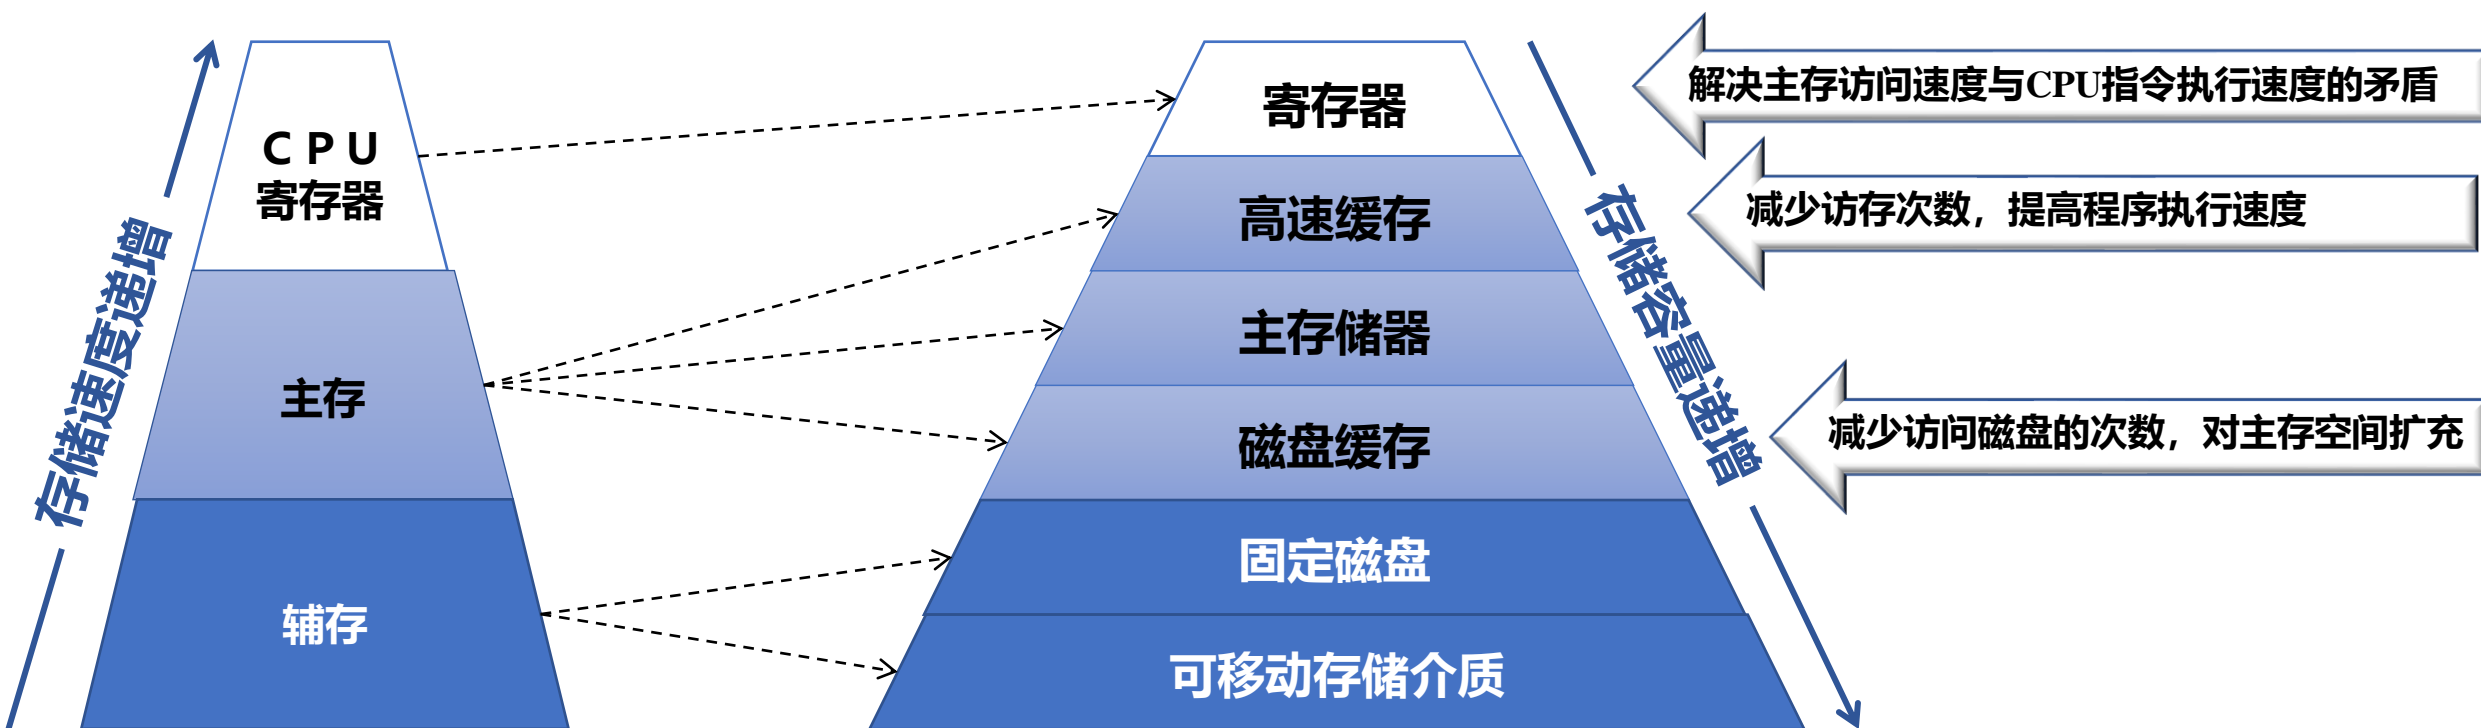 存储速度递增
CPU
寄存器
主存
辅存
寄存器
高速缓存
主存储器
磁盘缓存
固定磁盘
可移动存储介质
存储容量递增
解决主存访问速度与CPU指令执行速度的矛盾
减少访存次数，提高程序执行速度
减少访问磁盘的次数，对主存空间扩充